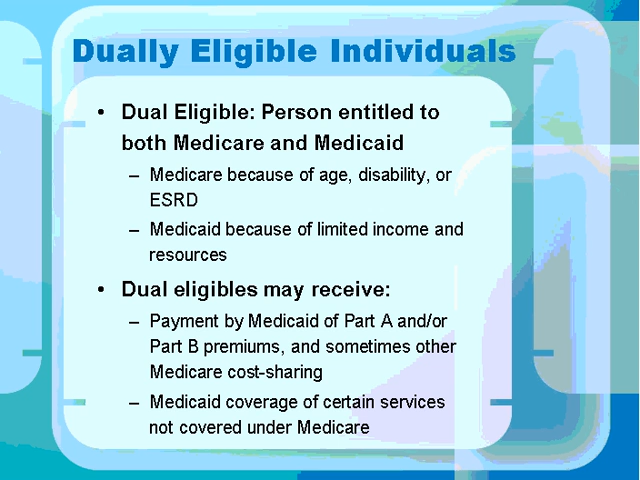 Dually Eligible Individuals
• Dual Eligible: Person entitled to
both Medicare and Medicaid
– Medicare because of age, disability, or
ESRD
– Medicaid because of limited income and
resources
• Dual eligibles may receive:
– Payment by Medicaid of Part A and/or
Part B premiums, and sometimes other
Medicare cost-sharing
– Medicaid coverage of certain services
not covered under Medicare